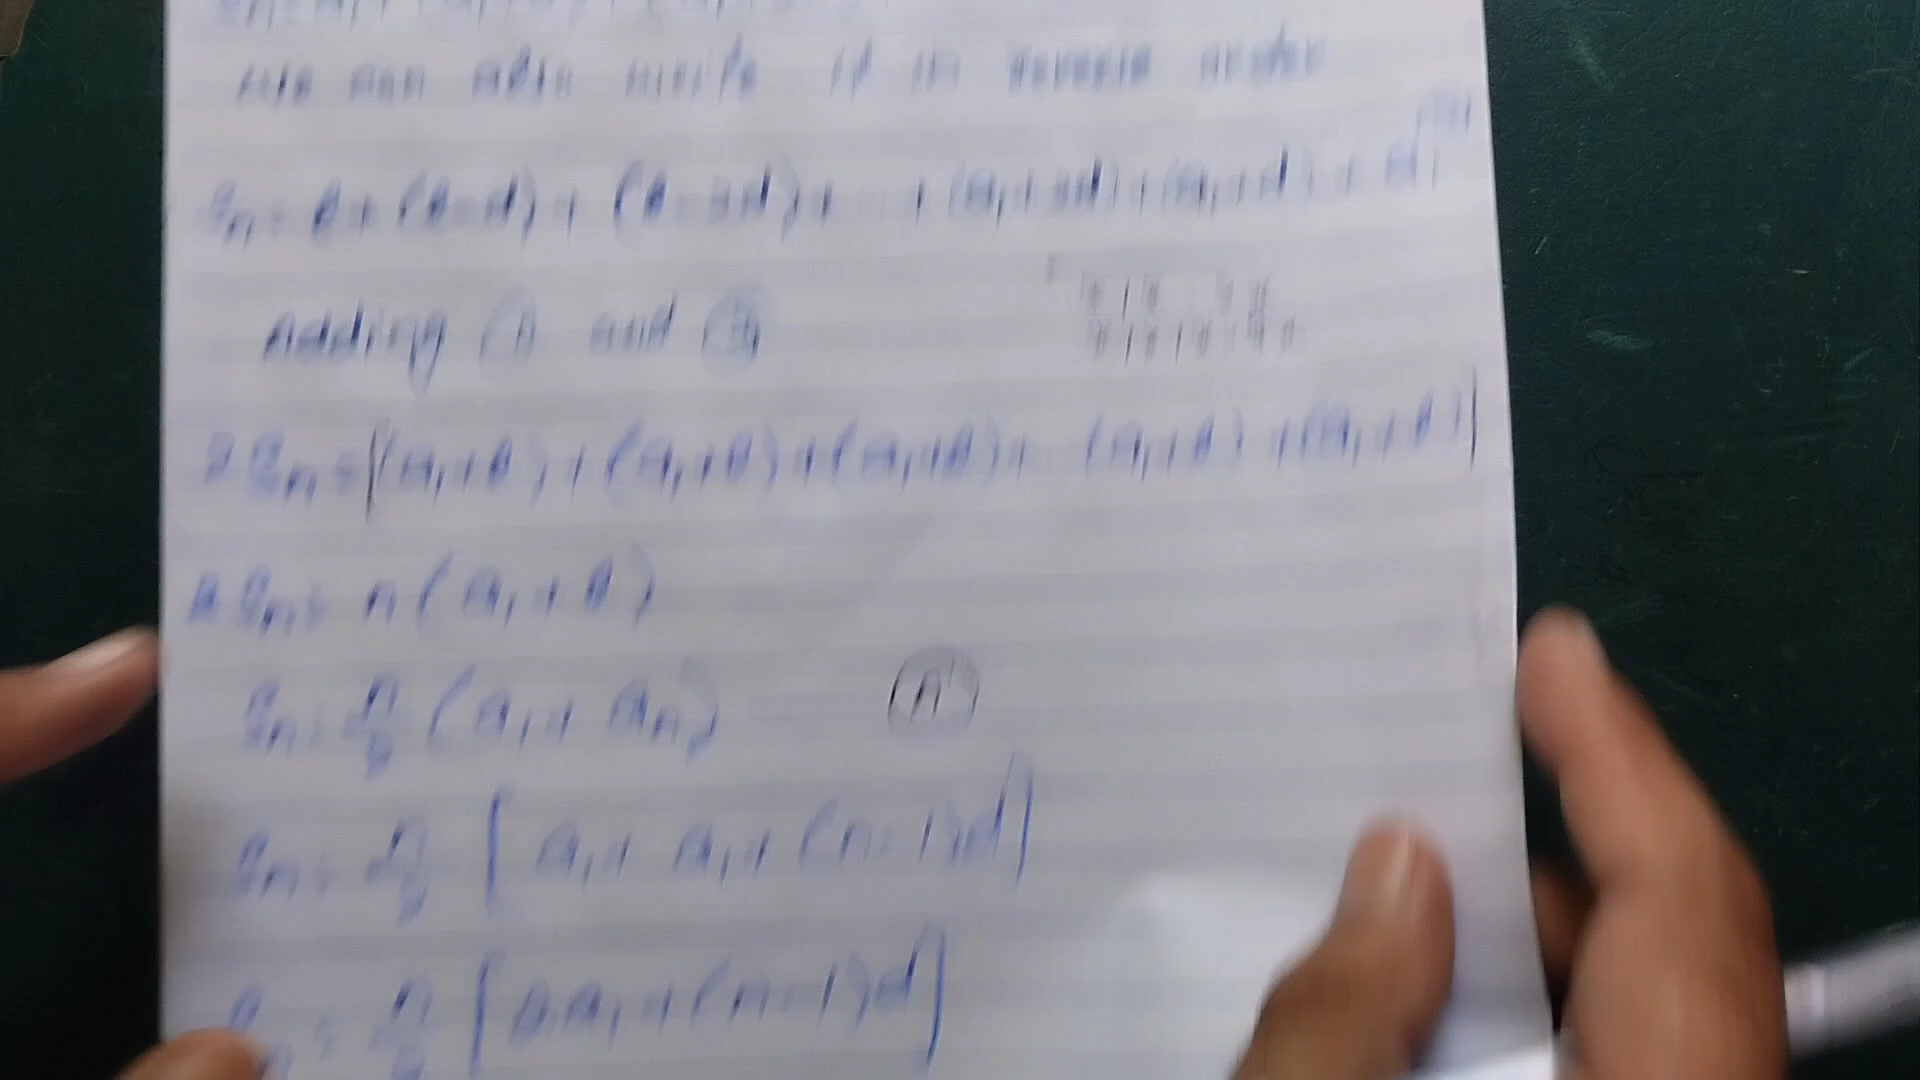 we can also write it in reverse order
Sn = l + (l-d) + (l-2d) + ... + (a₁+2d) + (a₁+d) + a₁
Adding ① and ②
2Sn = [(a₁+l) + (a₁+l) + (a₁+l) + (a₁+l) + (a₁+l)]
2Sn = n(a₁+l)
Sn = n/2 (a₁ + an)
n
Sn = n/2 [a₁ + a₁ + (n-1)d]
Sn = n/2 [2a₁ + (n-1)d]